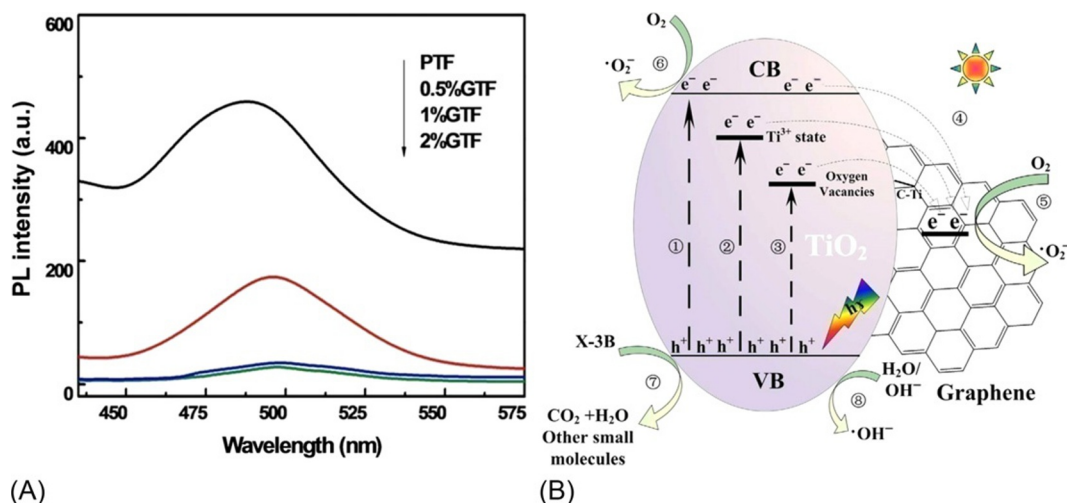 600
400
200
0
PL intensity (a.u.)
450 475 500 525 550 575
Wavelength (nm)
PTF
0.5%GTF
1%GTF
2%GTF
(A)
O₂
⑥
·O₂⁻
CB
e⁻ e⁻ e⁻ e⁻
e⁻ e⁻ Ti³⁺ state
e⁻ e⁻ Oxygen
Vacancies
① ② ③
TiO₂
hγ
④
C-Ti
O₂
e⁻ e⁻
⑤
·O₂⁻
X-3B
h⁺ h⁺ h⁺ h⁺ h⁺ h⁺
VB
⑦
CO₂ +H₂O
Other small
molecules
H₂O/
OH⁻
⑧
·OH⁻
Graphene
(B)